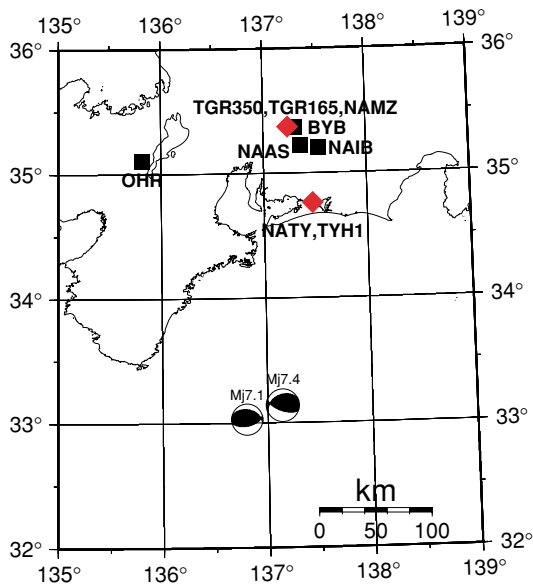 135° 136° 137° 138° 139°
36° 36°
TGR350,TGR165,NAMZ
BYB
NAAS NAIB
OHR
35° 35°
NATY,TYH1
34° 34°
Mj7.4
Mj7.1
33° 33°
km
0 50 100
32° 32°
135° 136° 137° 138° 139°